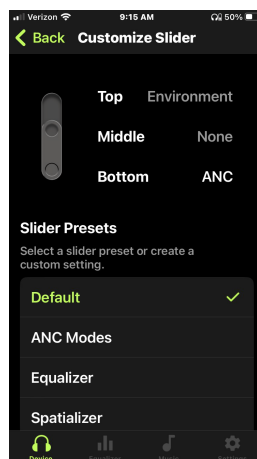 Verizon 9:15 AM 50%
Back Customize Slider
Top Environment
Middle None
Bottom ANC
Slider Presets
Select a slider preset or create a
custom setting.
Default
ANC Modes
Equalizer
Spatializer
Device Equalizer Music Settings